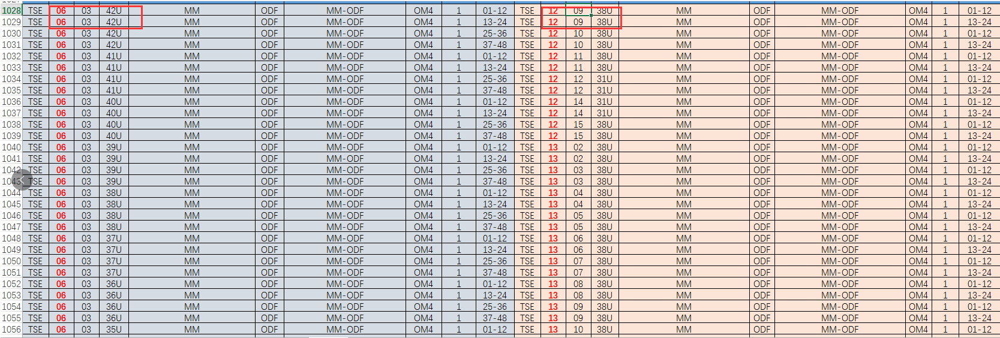 1028 TSE 06 03 42U MM ODF MM-ODF OM4 1 01-12 TSE 12 09 38U MM ODF MM-ODF OM4 1 01-12
1029 TSE 06 03 42U MM ODF MM-ODF OM4 1 13-24 TSE 12 09 38U MM ODF MM-ODF OM4 1 13-24
1030 TSE 06 03 42U MM ODF MM-ODF OM4 1 25-36 TSE 12 10 38U MM ODF MM-ODF OM4 1 01-12
1031 TSE 06 03 42U MM ODF MM-ODF OM4 1 37-48 TSE 12 10 38U MM ODF MM-ODF OM4 1 13-24
1032 TSE 06 03 41U MM ODF MM-ODF OM4 1 01-12 TSE 12 11 38U MM ODF MM-ODF OM4 1 01-12
1033 TSE 06 03 41U MM ODF MM-ODF OM4 1 13-24 TSE 12 11 38U MM ODF MM-ODF OM4 1 13-24
1034 TSE 06 03 41U MM ODF MM-ODF OM4 1 25-36 TSE 12 12 31U MM ODF MM-ODF OM4 1 01-12
1035 TSE 06 03 41U MM ODF MM-ODF OM4 1 37-48 TSE 12 12 31U MM ODF MM-ODF OM4 1 13-24
1036 TSE 06 03 40U MM ODF MM-ODF OM4 1 01-12 TSE 12 14 31U MM ODF MM-ODF OM4 1 01-12
1037 TSE 06 03 40U MM ODF MM-ODF OM4 1 13-24 TSE 12 14 31U MM ODF MM-ODF OM4 1 13-24
1038 TSE 06 03 40U MM ODF MM-ODF OM4 1 25-36 TSE 12 15 38U MM ODF MM-ODF OM4 1 01-12
1039 TSE 06 03 40U MM ODF MM-ODF OM4 1 37-48 TSE 12 15 38U MM ODF MM-ODF OM4 1 13-24
1040 TSE 06 03 39U MM ODF MM-ODF OM4 1 01-12 TSE 13 02 38U MM ODF MM-ODF OM4 1 01-12
1041 TSE 06 03 39U MM ODF MM-ODF OM4 1 13-24 TSE 13 02 38U MM ODF MM-ODF OM4 1 13-24
1042 TSE 06 03 39U MM ODF MM-ODF OM4 1 25-36 TSE 13 03 38U MM ODF MM-ODF OM4 1 01-12
1043 TSE 06 03 39U MM ODF MM-ODF OM4 1 37-48 TSE 13 03 38U MM ODF MM-ODF OM4 1 13-24
1044 TSE 06 03 38U MM ODF MM-ODF OM4 1 01-12 TSE 13 04 38U MM ODF MM-ODF OM4 1 01-12
1045 TSE 06 03 38U MM ODF MM-ODF OM4 1 13-24 TSE 13 04 38U MM ODF MM-ODF OM4 1 13-24
1046 TSE 06 03 38U MM ODF MM-ODF OM4 1 25-36 TSE 13 05 38U MM ODF MM-ODF OM4 1 01-12
1047 TSE 06 03 38U MM ODF MM-ODF OM4 1 37-48 TSE 13 05 38U MM ODF MM-ODF OM4 1 13-24
1048 TSE 06 03 37U MM ODF MM-ODF OM4 1 01-12 TSE 13 06 38U MM ODF MM-ODF OM4 1 01-12
1049 TSE 06 03 37U MM ODF MM-ODF OM4 1 13-24 TSE 13 06 38U MM ODF MM-ODF OM4 1 13-24
1050 TSE 06 03 37U MM ODF MM-ODF OM4 1 25-36 TSE 13 07 38U MM ODF MM-ODF OM4 1 01-12
1051 TSE 06 03 37U MM ODF MM-ODF OM4 1 37-48 TSE 13 07 38U MM ODF MM-ODF OM4 1 13-24
1052 TSE 06 03 36U MM ODF MM-ODF OM4 1 01-12 TSE 13 08 38U MM ODF MM-ODF OM4 1 01-12
1053 TSE 06 03 36U MM ODF MM-ODF OM4 1 13-24 TSE 13 08 38U MM ODF MM-ODF OM4 1 13-24
1054 TSE 06 03 36U MM ODF MM-ODF OM4 1 25-36 TSE 13 09 38U MM ODF MM-ODF OM4 1 01-12
1055 TSE 06 03 36U MM ODF MM-ODF OM4 1 37-48 TSE 13 09 38U MM ODF MM-ODF OM4 1 13-24
1056 TSE 06 03 35U MM ODF MM-ODF OM4 1 01-12 TSE 13 10 38U MM ODF MM-ODF OM4 1 01-12